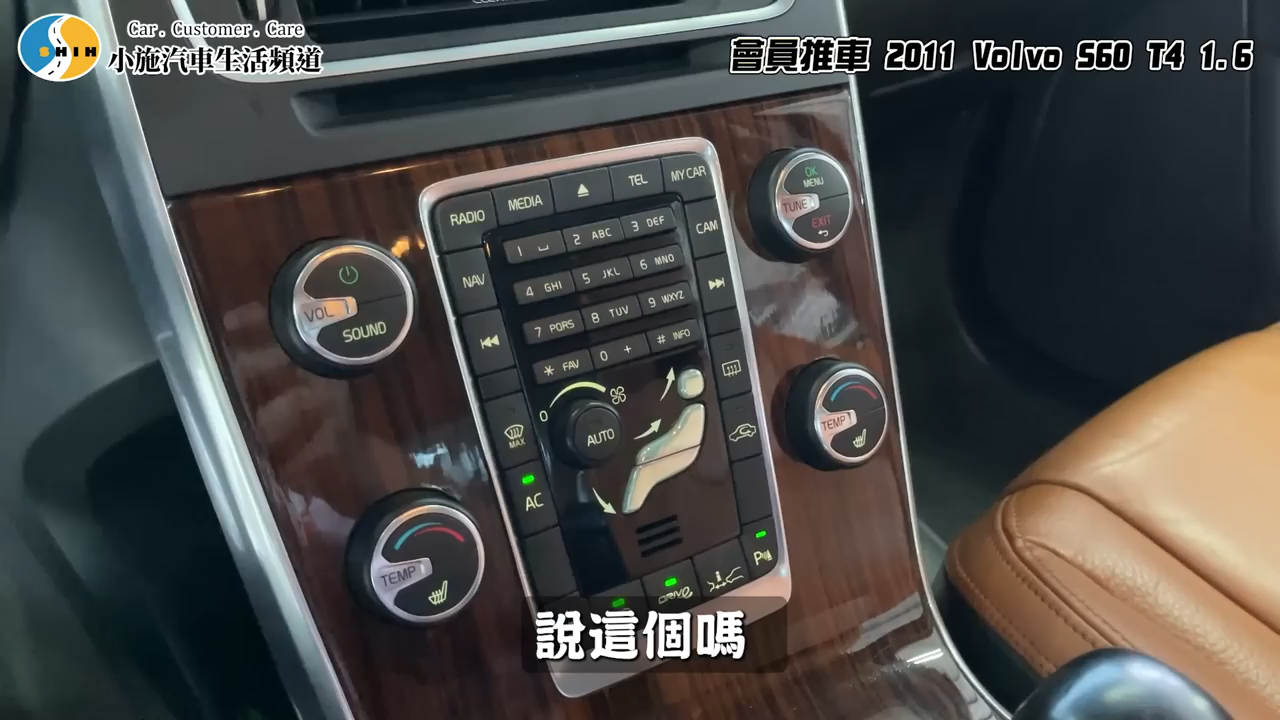 Car. Customer. Care
SHIH
小施汽車生活頻道
會員推車 2011 Volvo S60 T4 1.6
RADIO
MEDIA
TEL
MY CAR
NAV
CAM
1
2 ABC
3 DEF
4 GHI
5 JKL
6 MNO
7 PQRS
8 TUV
9 WXYZ
* FAV
0 +
# INFO
OK
MENU
TUNE
EXIT
VOL
SOUND
0
AUTO
MAX
AC
TEMP
TEMP
DRIVe
P
說這個嗎